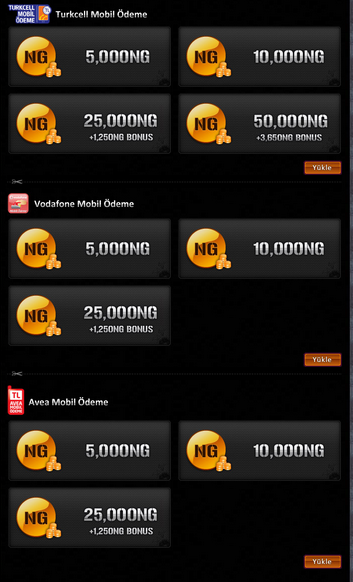 TURKCELL
MOBİL
ÖDEME
TL
Turkcell Mobil Ödeme
NG 5,000NG
NG 10,000NG
NG 25,000NG
+1,250NG BONUS
NG 50,000NG
+3,650NG BONUS
Yükle
Vodafone Mobil Ödeme
NG 5,000NG
NG 10,000NG
NG 25,000NG
+1,250NG BONUS
Yükle
TL
AVEA
MOBİL
ÖDEME
Avea Mobil Ödeme
NG 5,000NG
NG 10,000NG
NG 25,000NG
+1,250NG BONUS
Yükle